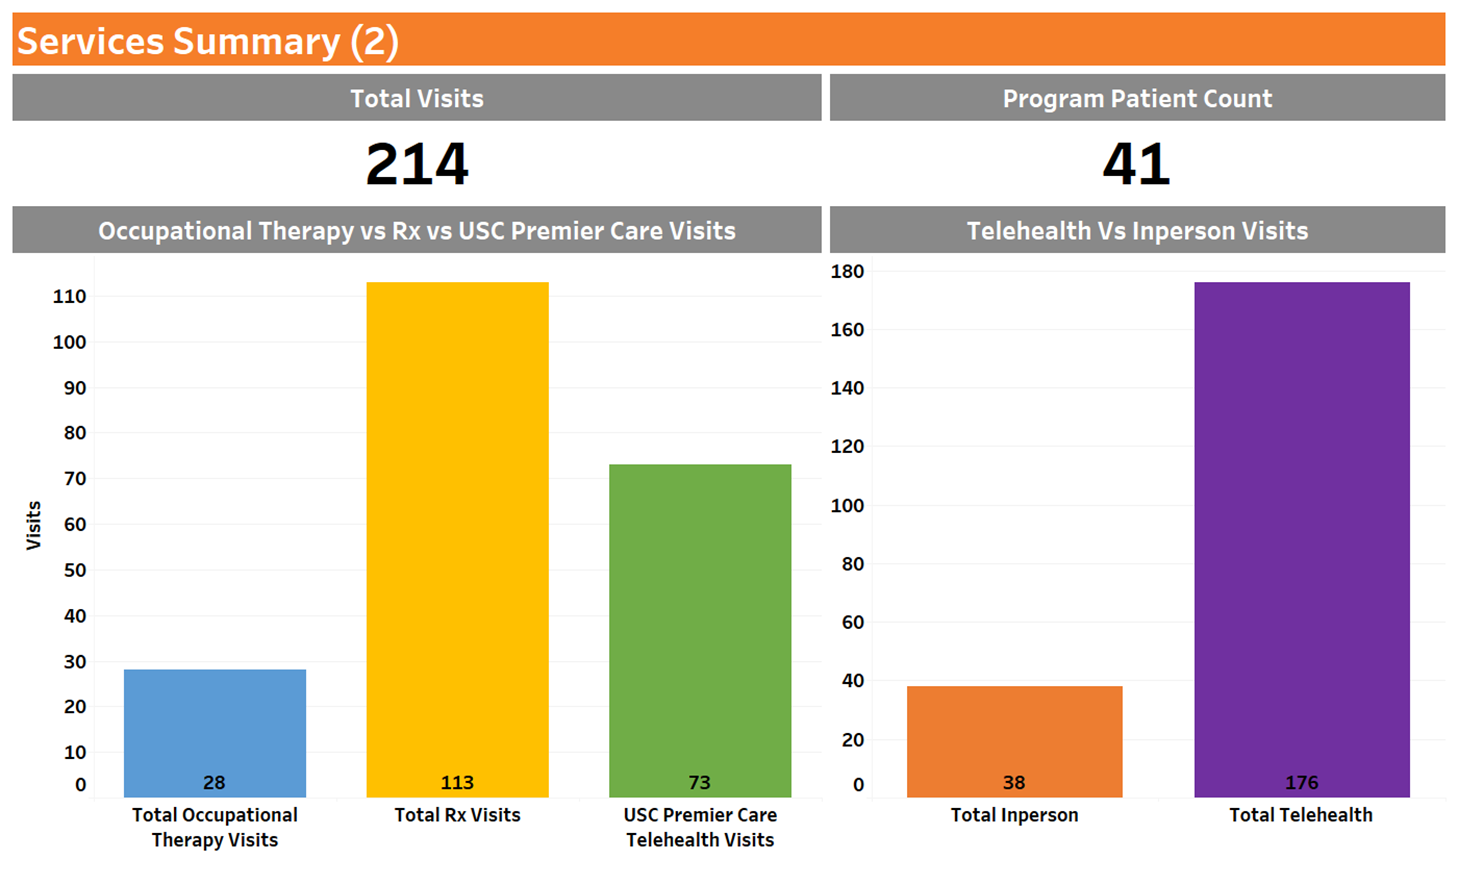 Services Summary (2)
Total Visits
214
Program Patient Count
41
Occupational Therapy vs Rx vs USC Premier Care Visits
Visits
110
100
90
80
70
60
50
40
30
20
10
0
28
113
73
Total Occupational
Therapy Visits
Total Rx Visits
USC Premier Care
Telehealth Visits
Telehealth Vs Inperson Visits
180
160
140
120
100
80
60
40
20
0
38
176
Total Inperson
Total Telehealth